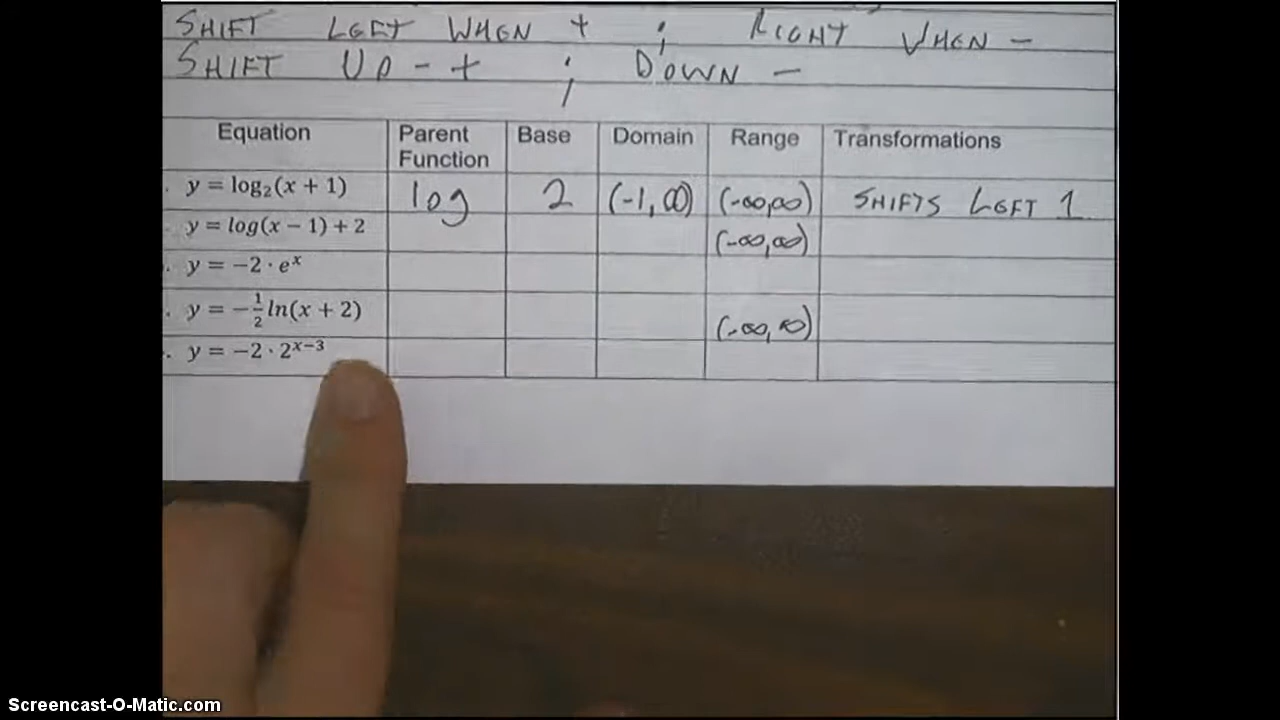 SHIFT LEFT WHEN + ; RIGHT WHEN -
SHIFT UP - + ; DOWN -
Equation Parent Function Base Domain Range Transformations
. y = log₂(x + 1) log 2 (-1, ∞) (-∞,∞) SHIFTS LEFT 1
y = log(x − 1) + 2 (-∞,∞)
. y = −2 · eˣ
. y = −½ ln(x + 2) (-∞, ∞)
. y = −2 · 2ˣ⁻³
Screencast-O-Matic.com